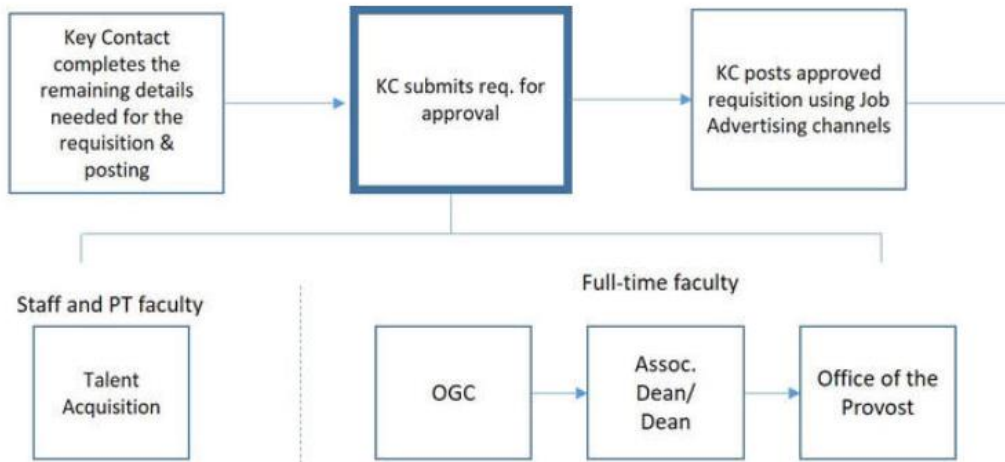 Key Contact
completes the
remaining details
needed for the
requisition &
posting
KC submits req. for
approval
KC posts approved
requisition using Job
Advertising channels
Staff and PT faculty
Full-time faculty
Talent
Acquisition
OGC
Assoc.
Dean/
Dean
Office of the
Provost